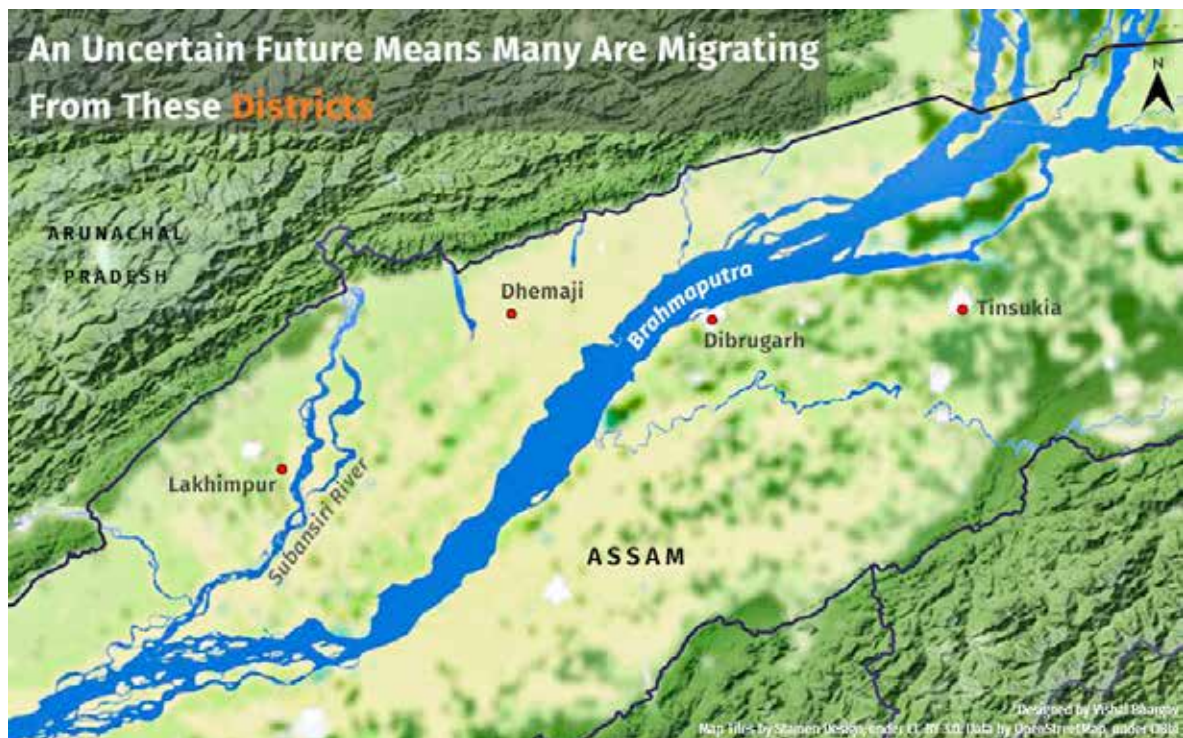 An Uncertain Future Means Many Are Migrating
From These Districts
N
ARUNACHAL
PRADESH
Brahmaputra
Dhemaji
Tinsukia
Dibrugarh
Lakhimpur
Subansiri River
ASSAM
Designed by Vishal Bhargav
Map Tiles by Stamen Design, under CC BY 3.0. Data by OpenStreetMap, under ODbL